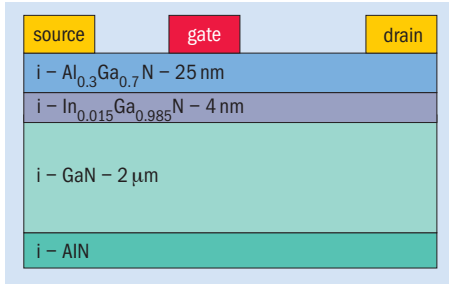 source gate drain
i – Al0.3Ga0.7N – 25 nm
i – In0.015Ga0.985N – 4 nm
i – GaN – 2 μm
i – AlN